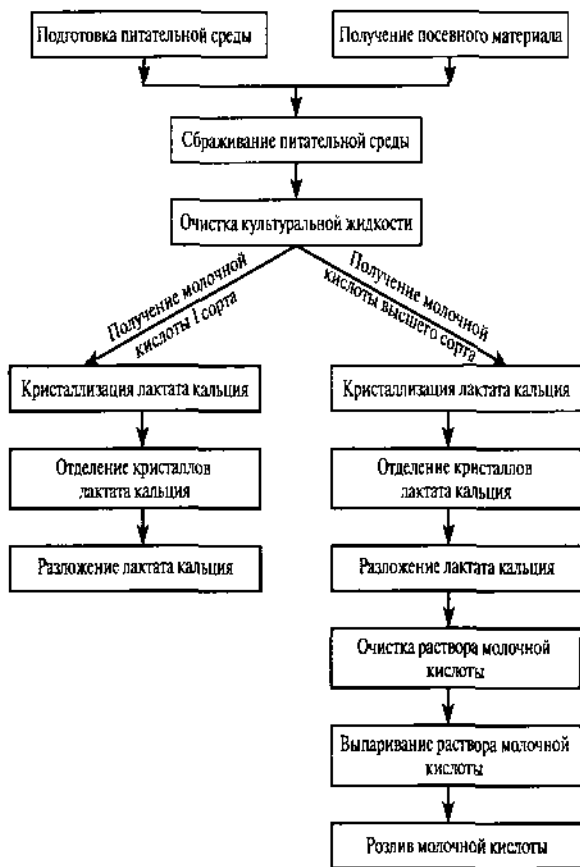 Подготовка питательной среды
Получение посевного материала
Сбраживание питательной среды
Очистка культуральной жидкости
Получение молочной
кислоты I сорта
Получение молочной
кислоты высшего сорта
Кристаллизация лактата кальция
Кристаллизация лактата кальция
Отделение кристаллов
лактата кальция
Отделение кристаллов
лактата кальция
Разложение лактата кальция
Разложение лактата кальция
Очистка раствора молочной
кислоты
Выпаривание раствора молочной
кислоты
Розлив молочной кислоты